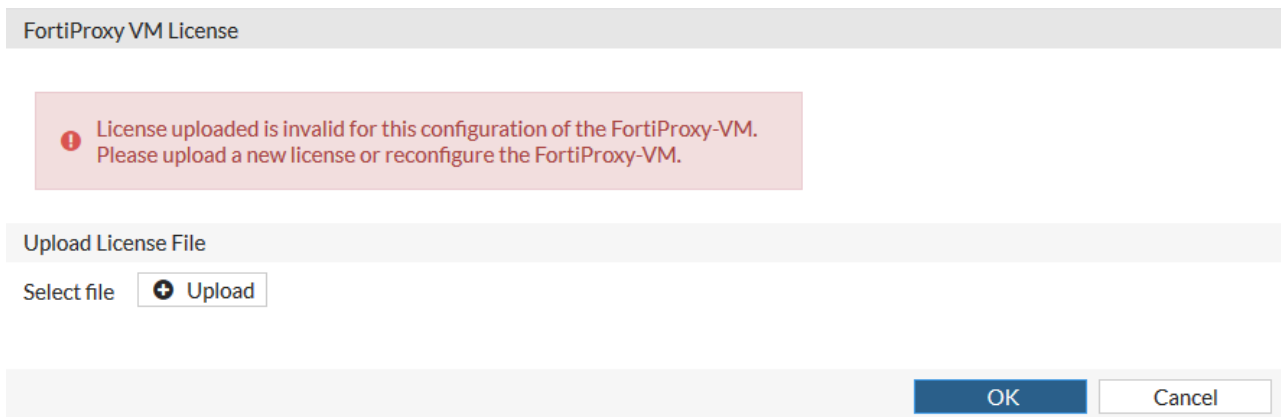 FortiProxy VM License
License uploaded is invalid for this configuration of the FortiProxy-VM.
Please upload a new license or reconfigure the FortiProxy-VM.
Upload License File
Select file Upload
OK Cancel